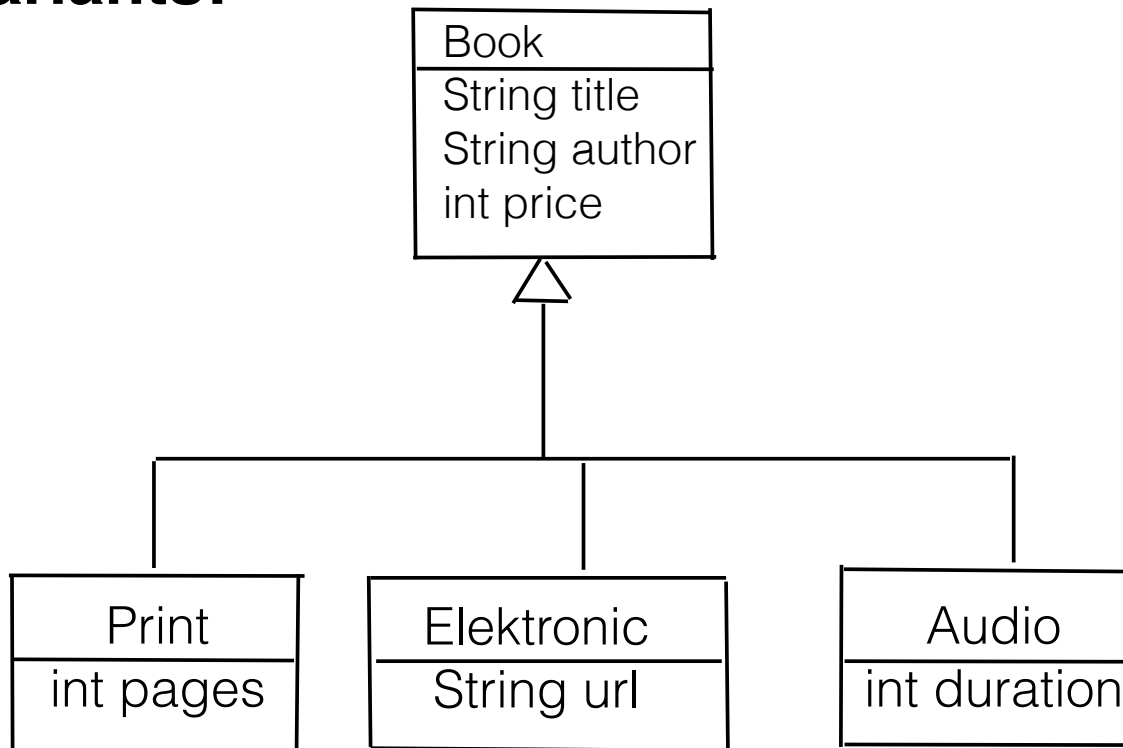 Book
String title
String author
int price
Print
int pages
Elektronic
String url
Audio
int duration